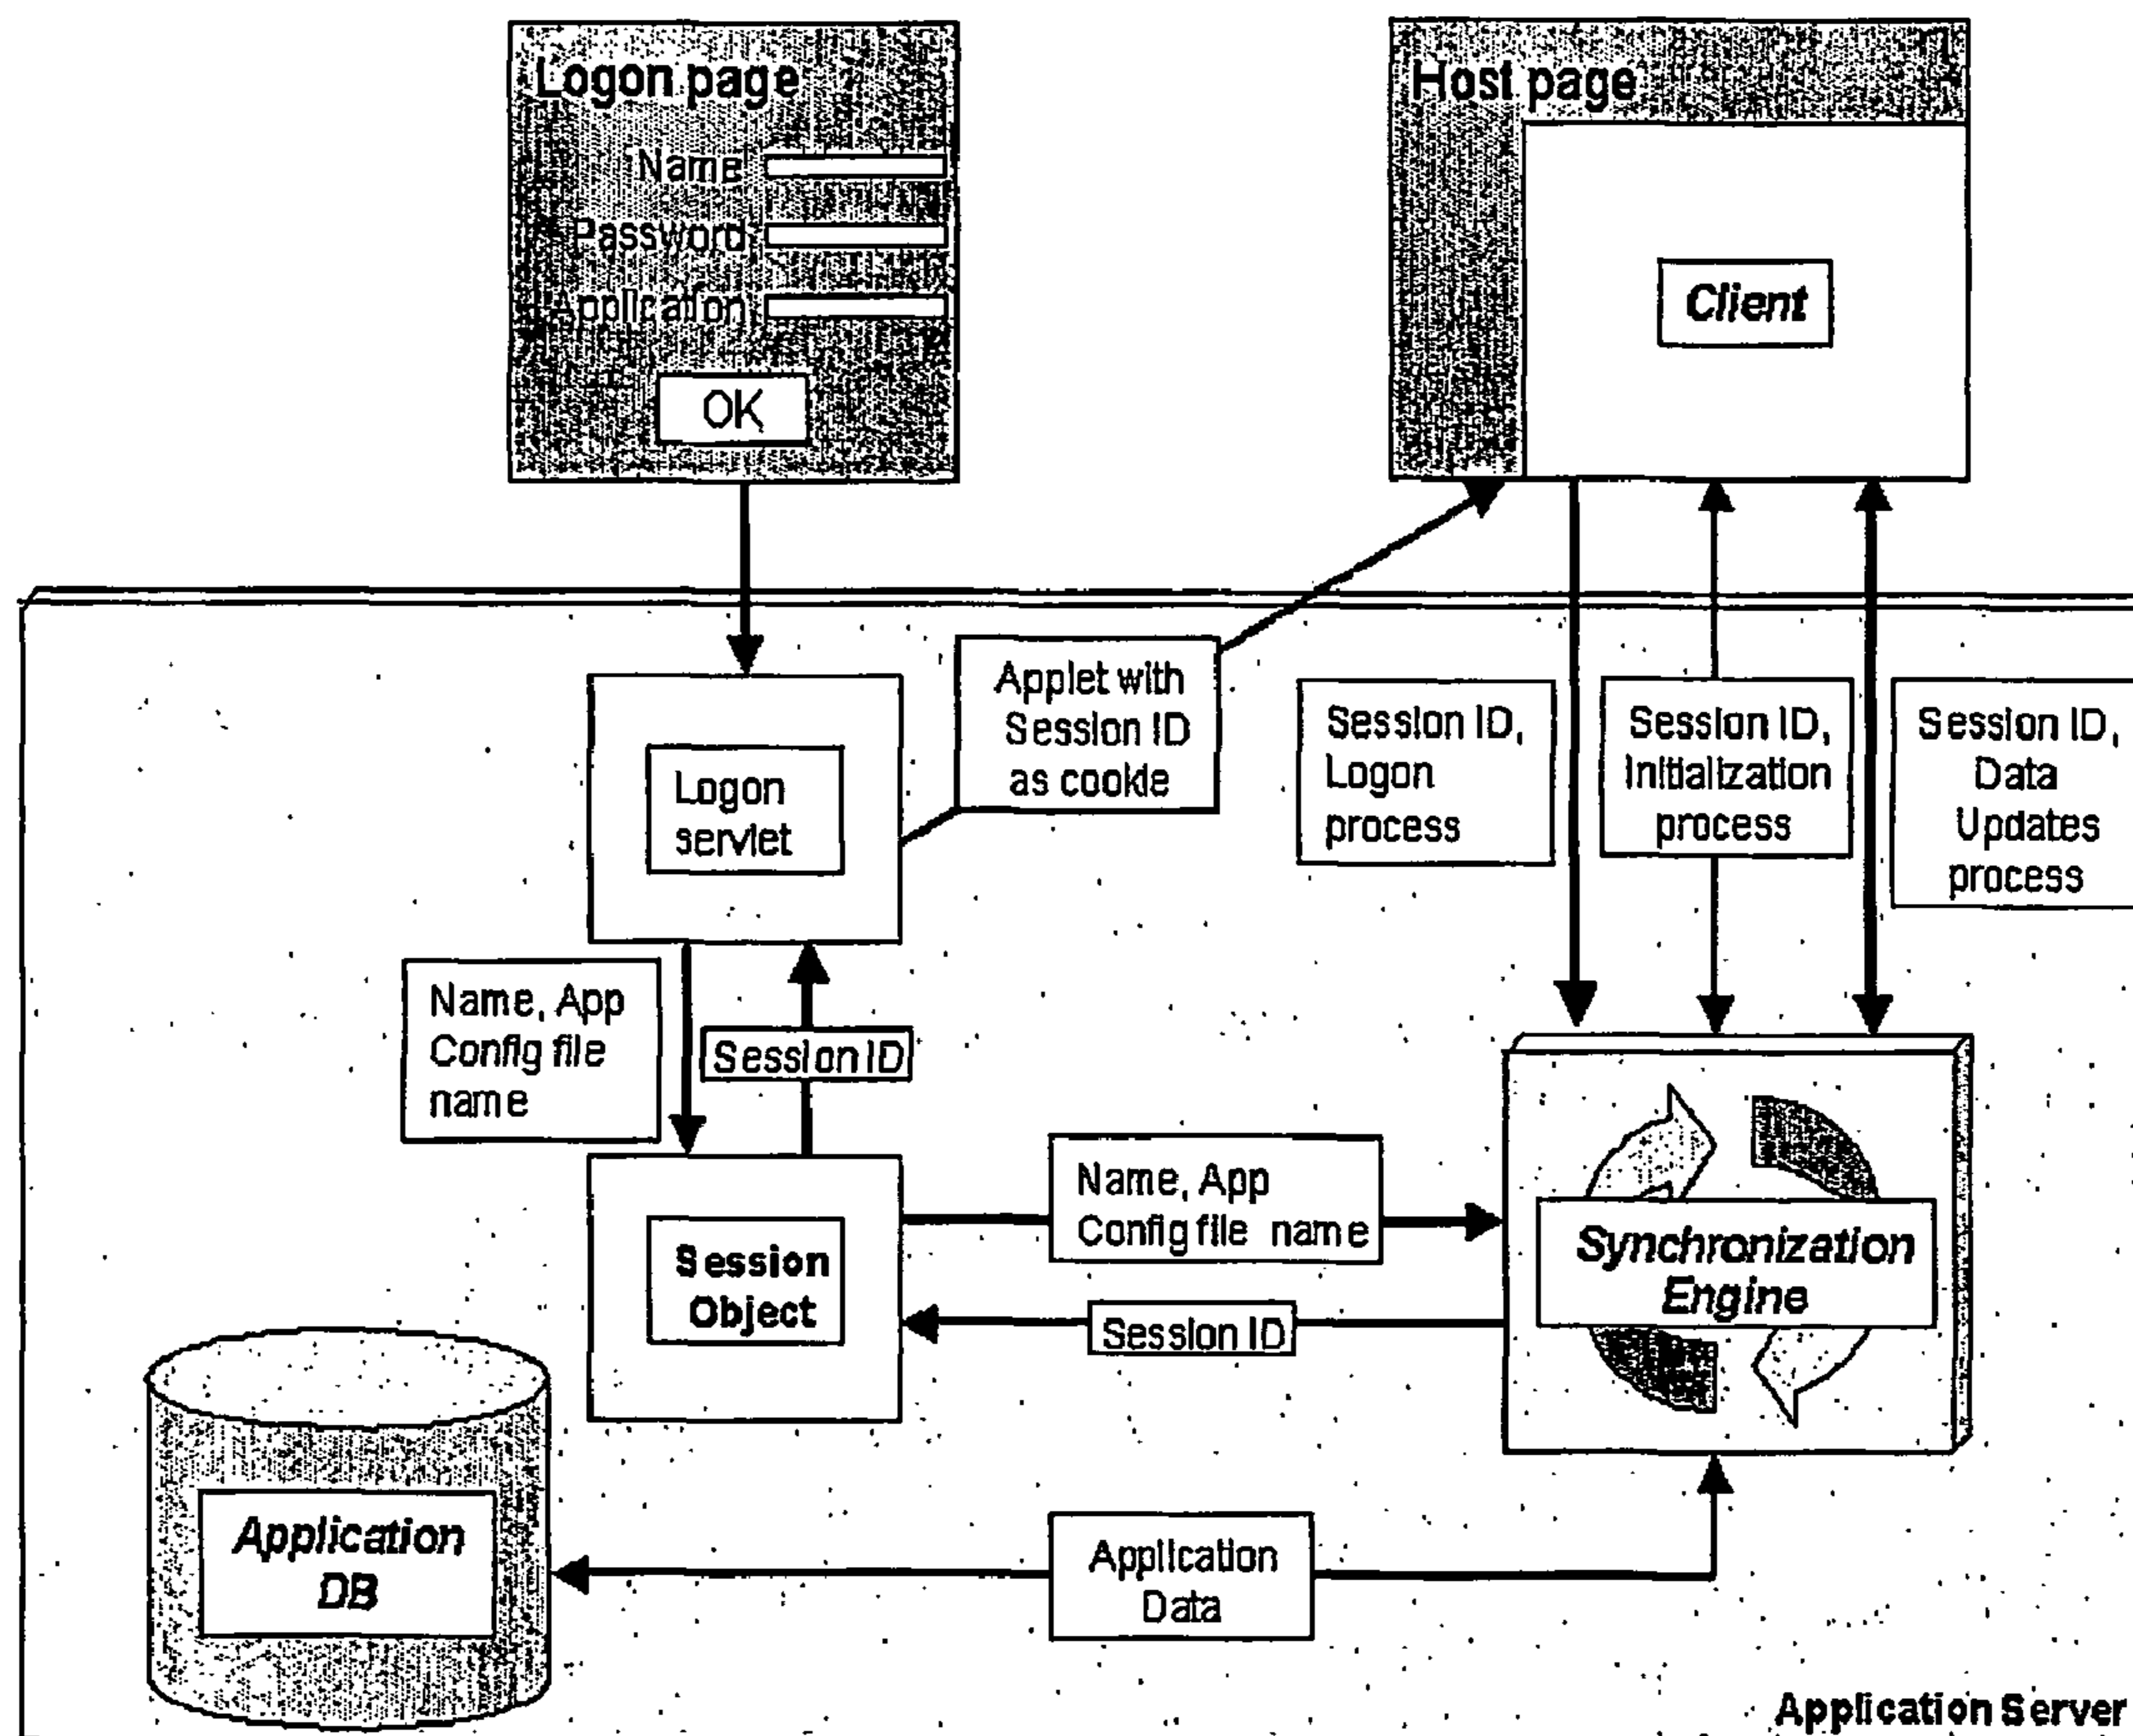 Logon page
Name
Password
Application
OK
Host page
Client
Applet with
Session ID
as cookie
Session ID,
Logon
process
Session ID,
Initialization
process
Session ID,
Data
Updates
process
Logon
servlet
Name, App
Config file
name
Session ID
Name, App
Config file name
Session
Object
Session ID
Synchronization
Engine
Application
DB
Application
Data
Application Server